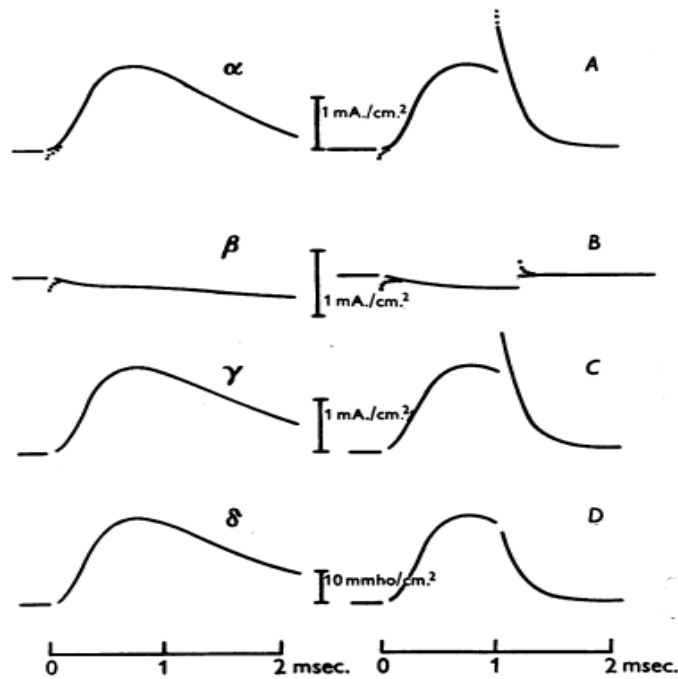 α
A
1 mA./cm.²
β
B
1 mA./cm.²
γ
C
1 mA./cm.²
δ
D
10 mmho/cm.²
0 1 2 msec.
0 1 2 msec.